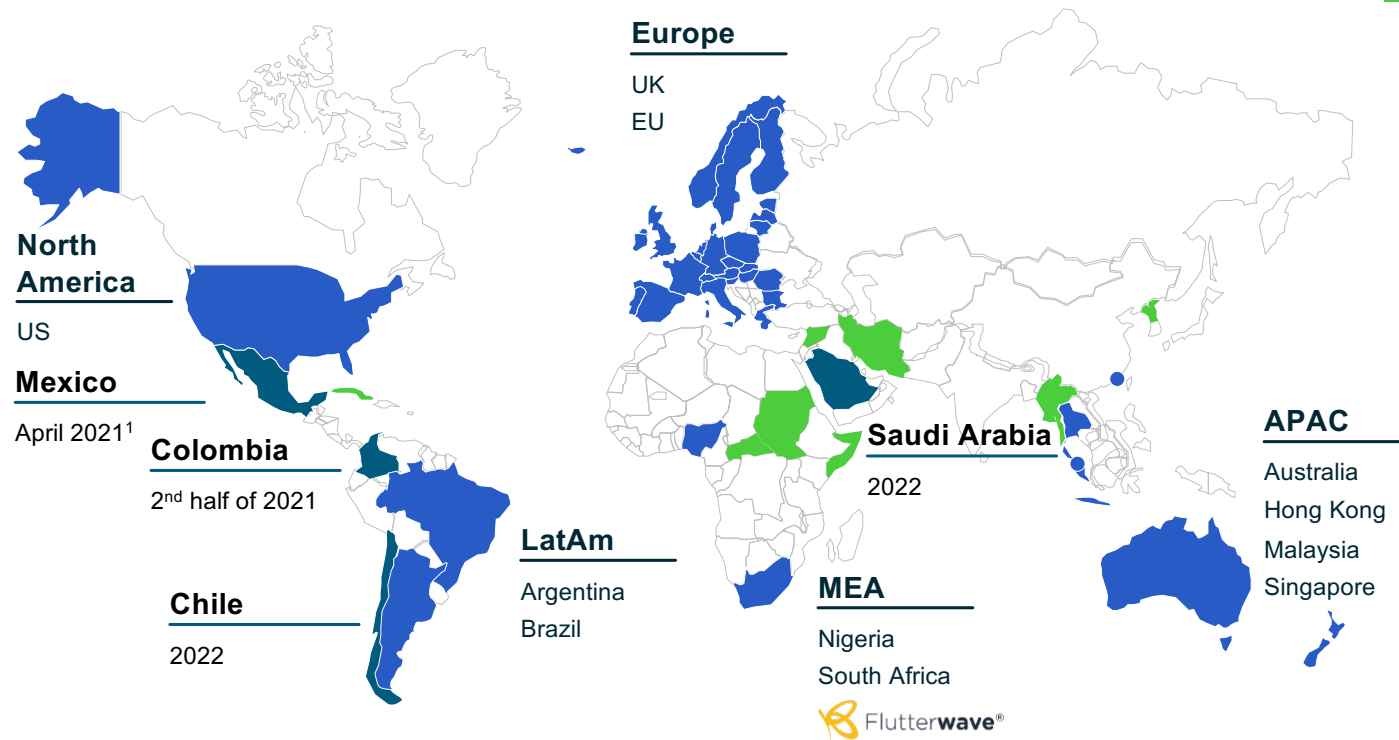 Europe
UK
EU
North
America
US
Mexico
April 2021¹
Colombia
2ⁿᵈ half of 2021
Chile
2022
LatAm
Argentina
Brazil
Saudi Arabia
2022
MEA
Nigeria
South Africa
Flutterwave®
APAC
Australia
Hong Kong
Malaysia
Singapore